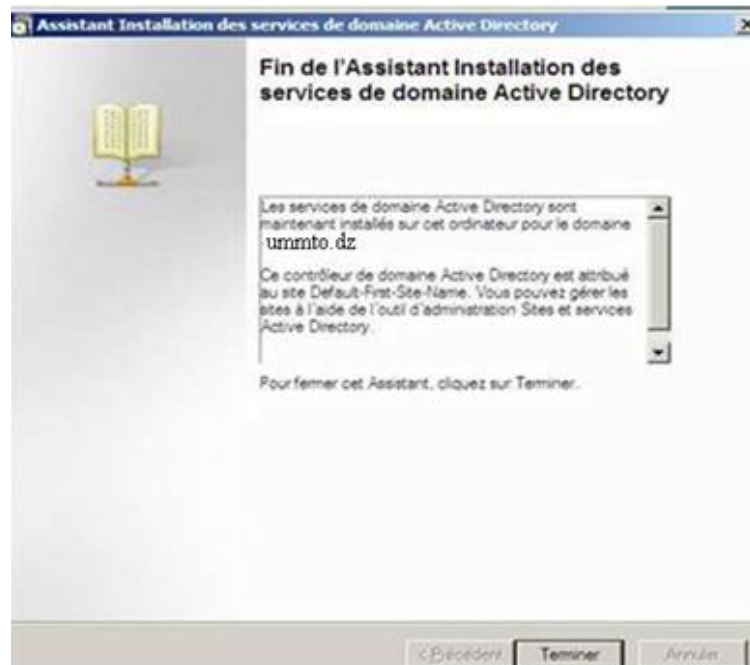 Assistant Installation des services de domaine Active Directory
Fin de l'Assistant Installation des
services de domaine Active Directory
Les services de domaine Active Directory sont
maintenant installés sur cet ordinateur pour le domaine
ummto.dz
Ce contrôleur de domaine Active Directory est attribué
au site Default-First-Site-Name. Vous pouvez gérer les
sites à l'aide de l'outil d'administration Sites et services
Active Directory.
Pour fermer cet Assistant, cliquez sur Terminer.
< Précédent Terminer Annuler